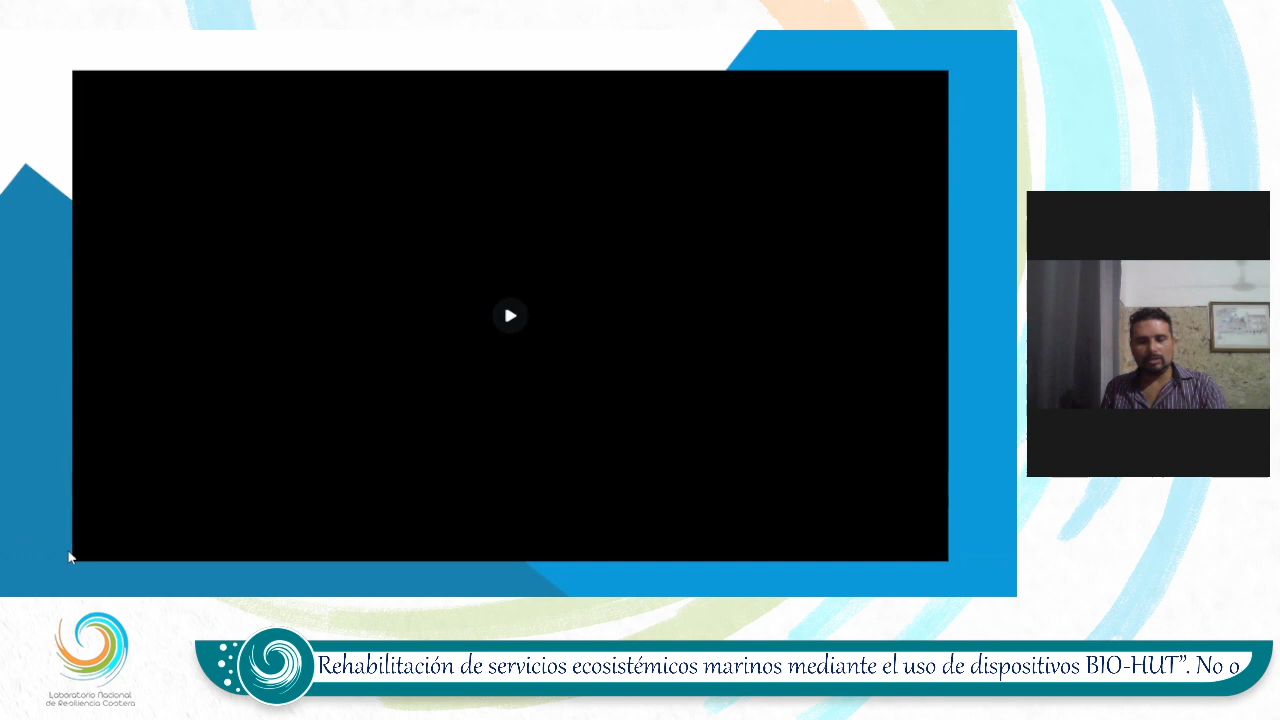 Rehabilitación de servicios ecosistémicos marinos mediante el uso de dispositivos BIO-HUT”. No o
Laboratorio Nacional
de Resiliencia Costera